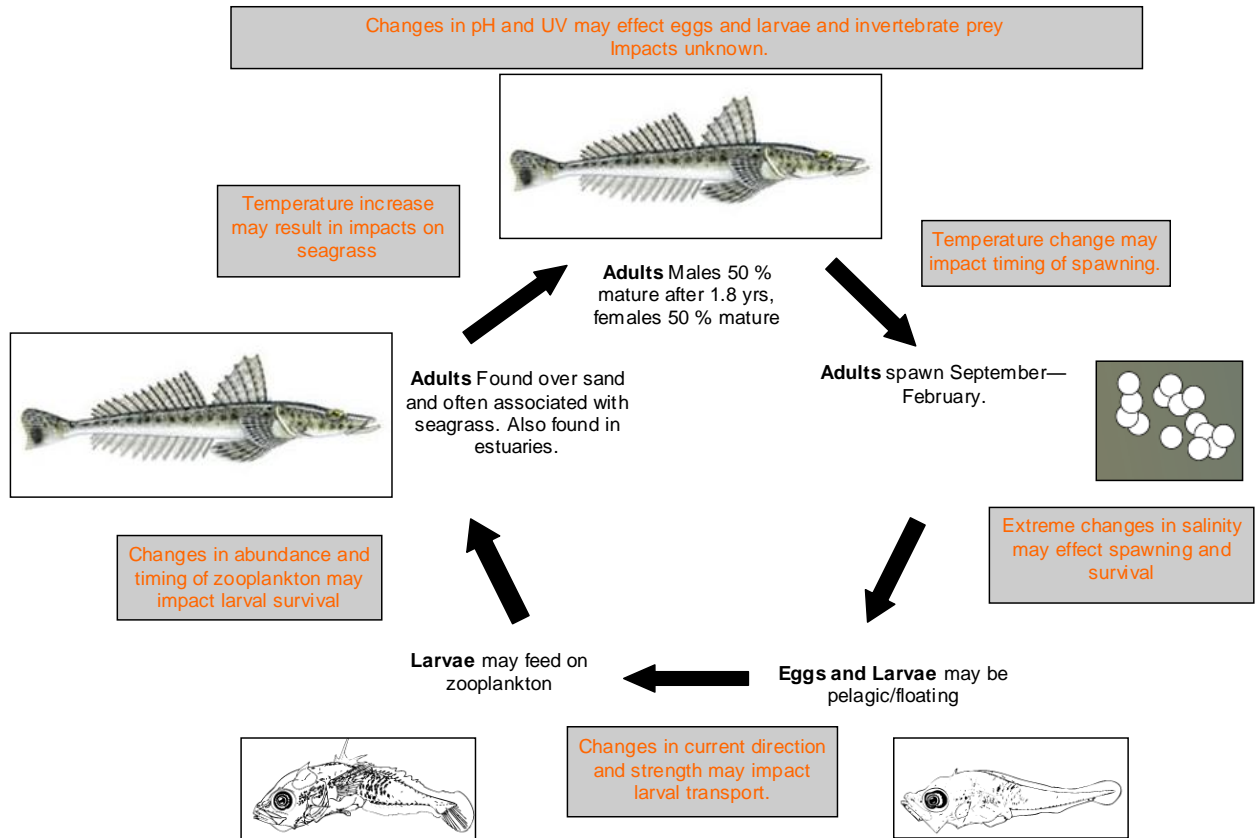 Changes in pH and UV may effect eggs and larvae and invertebrate prey
Impacts unknown.
Temperature increase
may result in impacts on
seagrass
Temperature change may
impact timing of spawning.
Adults Males 50 %
mature after 1.8 yrs,
females 50 % mature
Adults Found over sand
and often associated with
seagrass. Also found in
estuaries.
Adults spawn September—
February.
Extreme changes in salinity
may effect spawning and
survival
Changes in abundance and
timing of zooplankton may
impact larval survival
Larvae may feed on
zooplankton
Eggs and Larvae may be
pelagic/floating
Changes in current direction
and strength may impact
larval transport.